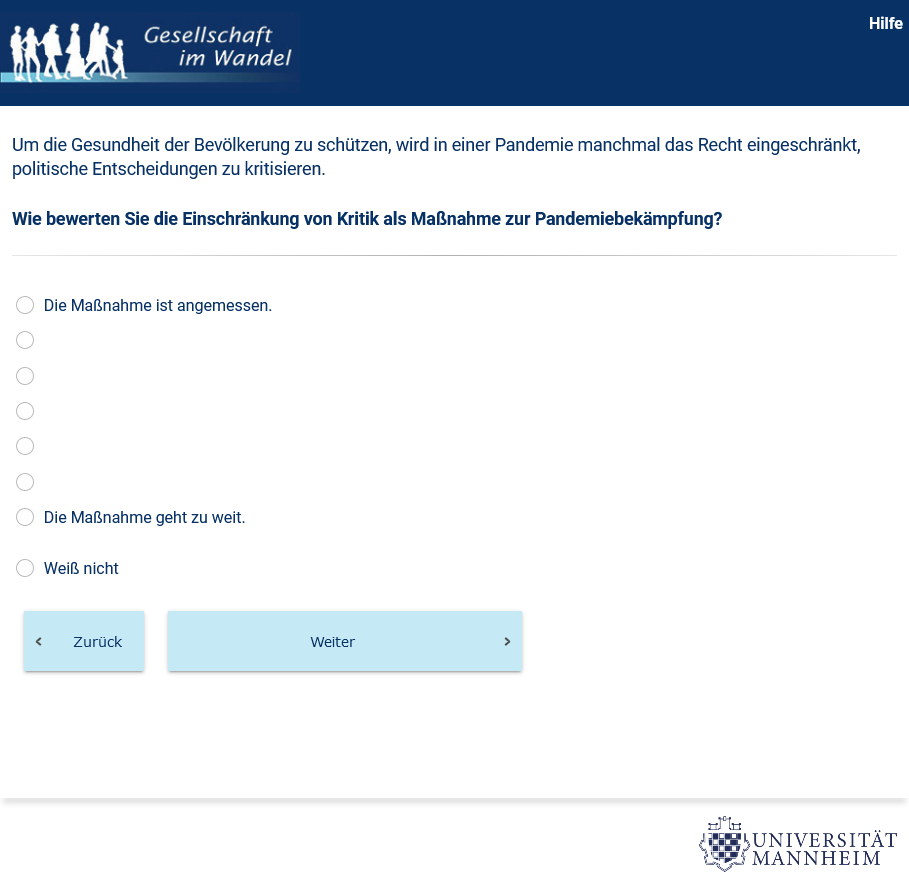 Gesellschaft
im Wandel
Hilfe
Um die Gesundheit der Bevölkerung zu schützen, wird in einer Pandemie manchmal das Recht eingeschränkt,
politische Entscheidungen zu kritisieren.
Wie bewerten Sie die Einschränkung von Kritik als Maßnahme zur Pandemiebekämpfung?
Die Maßnahme ist angemessen.
Die Maßnahme geht zu weit.
Weiß nicht
Zurück
Weiter
UNIVERSITÄT
MANNHEIM